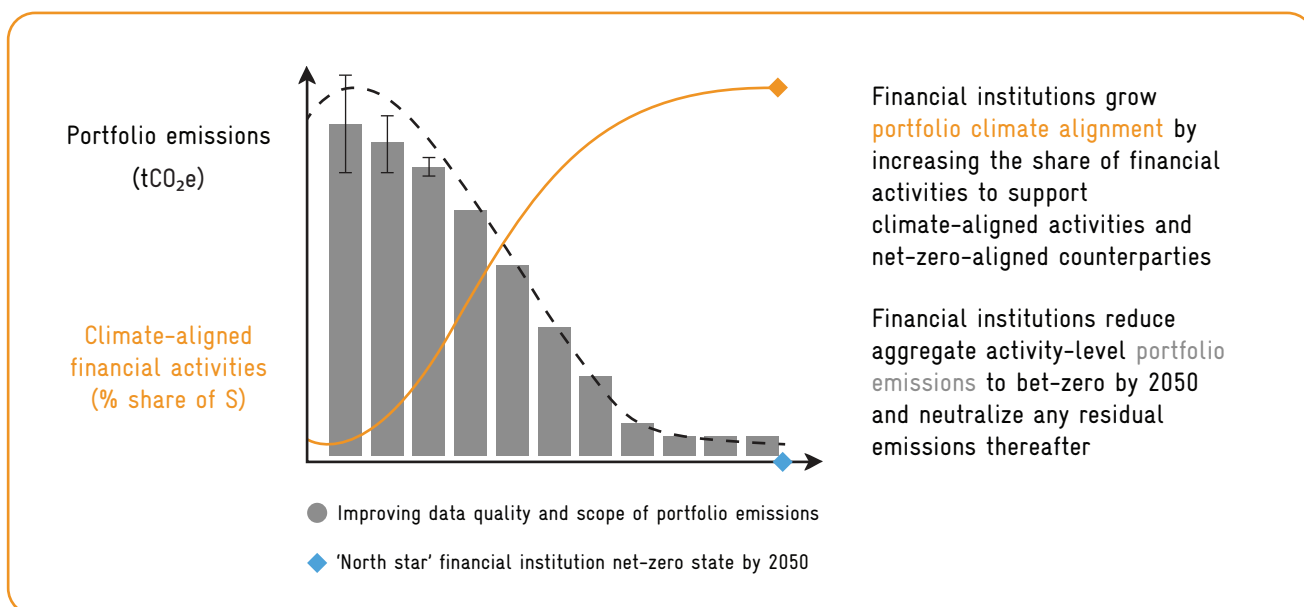 Portfolio emissions
(tCO₂e)
Climate-aligned
financial activities
(% share of S)
Financial institutions grow
portfolio climate alignment by
increasing the share of financial
activities to support
climate-aligned activities and
net-zero-aligned counterparties
Financial institutions reduce
aggregate activity-level portfolio
emissions to bet-zero by 2050
and neutralize any residual
emissions thereafter
Improving data quality and scope of portfolio emissions
'North star' financial institution net-zero state by 2050